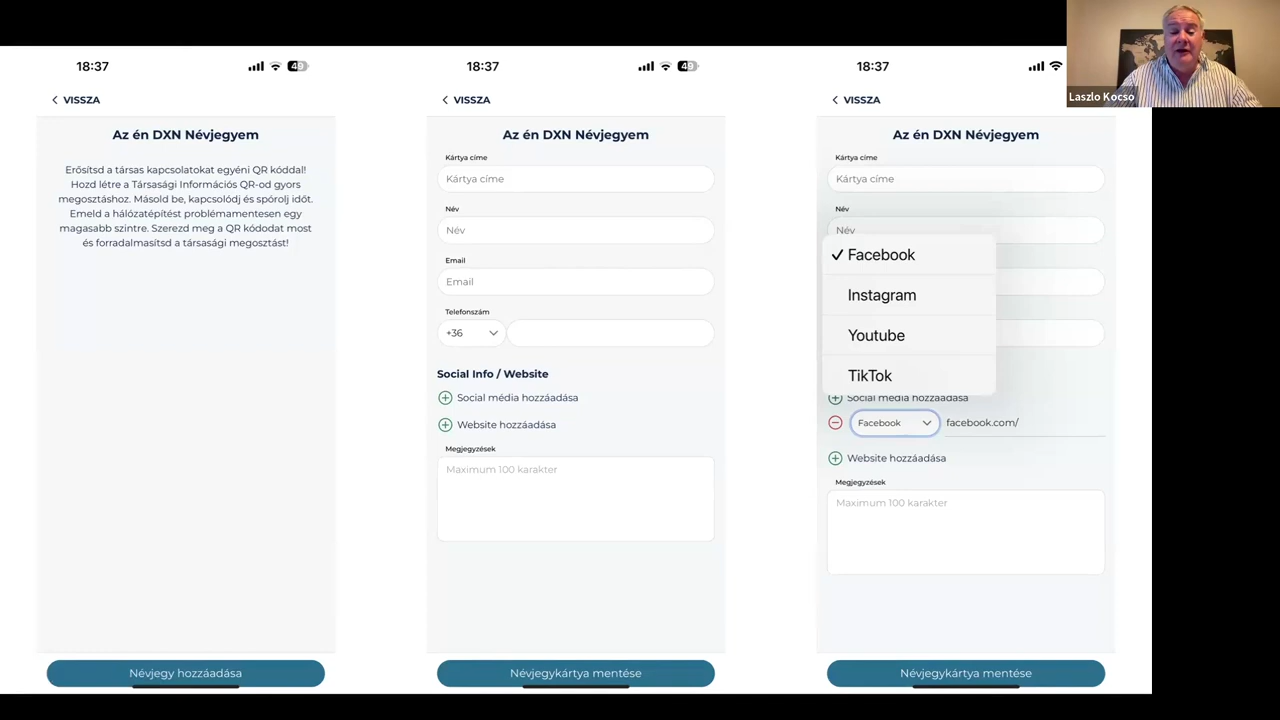 18:37
49
VISSZA
Az én DXN Névjegyem
Erősítsd a társas kapcsolatokat egyéni QR kóddal!
Hozd létre a Társasági Információs QR-od gyors
megosztáshoz. Másold be, kapcsolódj és spórolj időt.
Emeld a hálózatépítést problémamentesen egy
magasabb szintre. Szerezd meg a QR kódodat most
és forradalmasítsd a társasági megosztást!
Névjegy hozzáadása
18:37
49
VISSZA
Az én DXN Névjegyem
Kártya címe
Kártya címe
Név
Név
Email
Email
Telefonszám
+36
Social Info / Website
Social média hozzáadása
Website hozzáadása
Megjegyzések
Maximum 100 karakter
Névjegykártya mentése
18:37
VISSZA
Az én DXN Névjegyem
Kártya címe
Kártya címe
Név
Név
Facebook
Instagram
Youtube
TikTok
Social média hozzáadása
Facebook
facebook.com/
Website hozzáadása
Megjegyzések
Maximum 100 karakter
Névjegykártya mentése
Laszlo Kocso